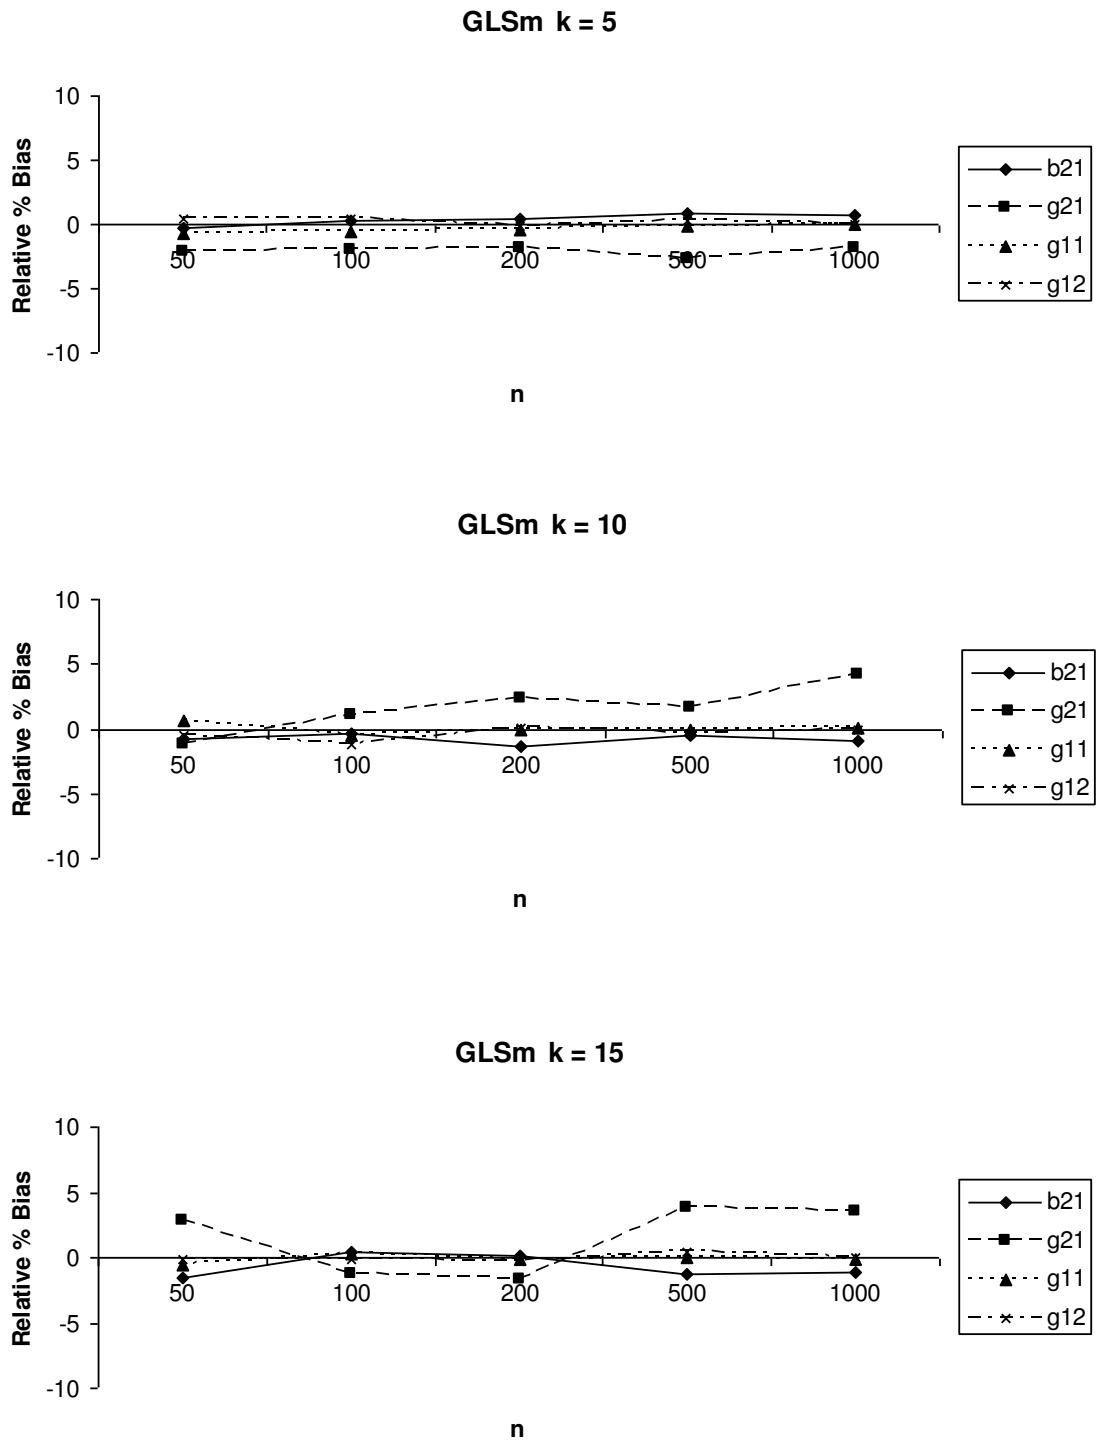 GLSm k = 5
Relative % Bias
10
5
0
-5
-10
50 100 200 500 1000
n
b21
g21
g11
g12
GLSm k = 10
Relative % Bias
10
5
0
-5
-10
50 100 200 500 1000
n
b21
g21
g11
g12
GLSm k = 15
Relative % Bias
10
5
0
-5
-10
50 100 200 500 1000
n
b21
g21
g11
g12